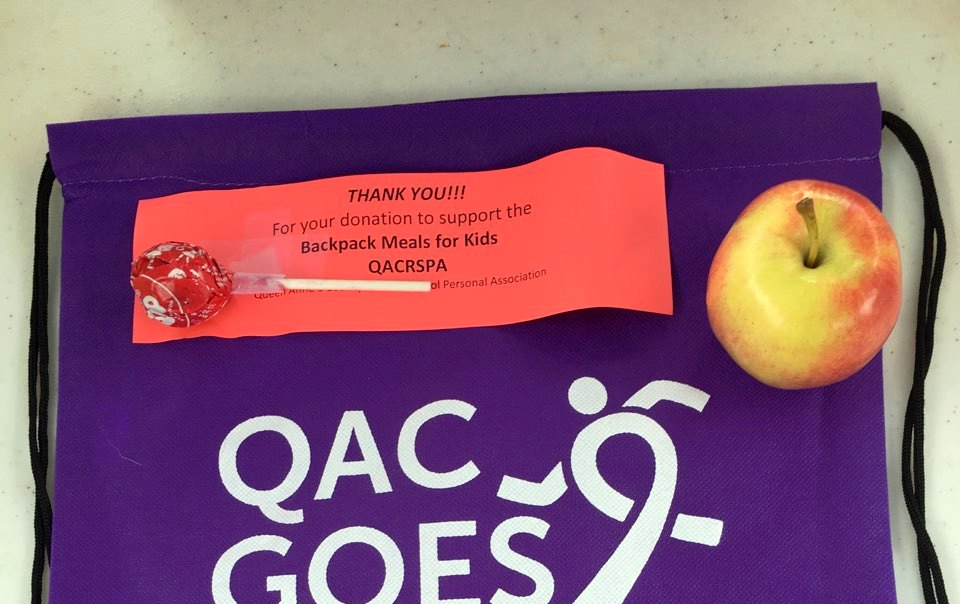 THANK YOU!!!
For your donation to support the
Backpack Meals for Kids
QACRSPA
Queen Anne's Personal Association
QAC
GOES